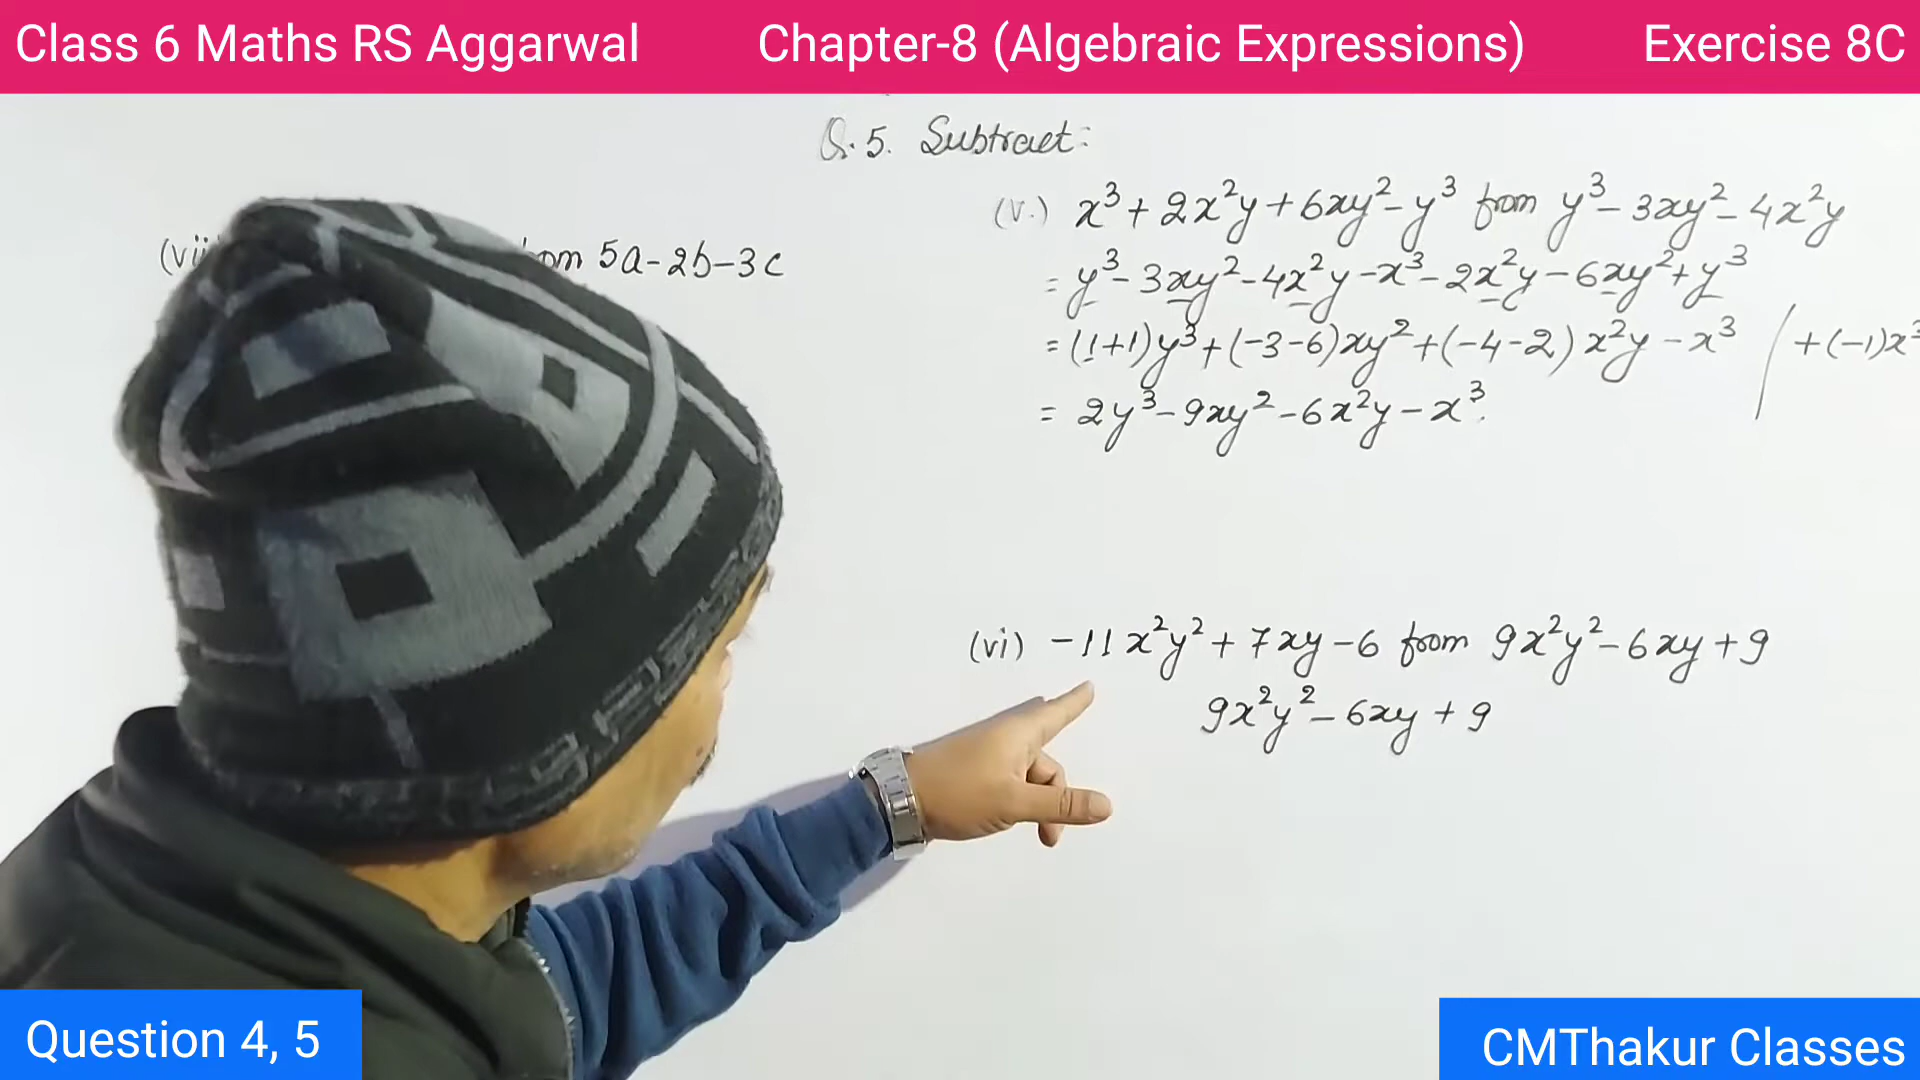 Class 6 Maths RS Aggarwal Chapter-8 (Algebraic Expressions) Exercise 8C
Q.5. Subtract:
(v.) x³ + 2x²y + 6xy² - y³ from y³ - 3xy² - 4x²y
= y³ - 3xy² - 4x²y - x³ - 2x²y - 6xy² + y³
= (1+1)y³ + (-3-6)xy² + (-4-2)x²y - x³ / +(-1)x³
= 2y³ - 9xy² - 6x²y - x³.
5a-2b-3c
(vi) -11x²y² + 7xy - 6 from 9x²y² - 6xy + 9
9x²y² - 6xy + 9
Question 4, 5
CMThakur Classes